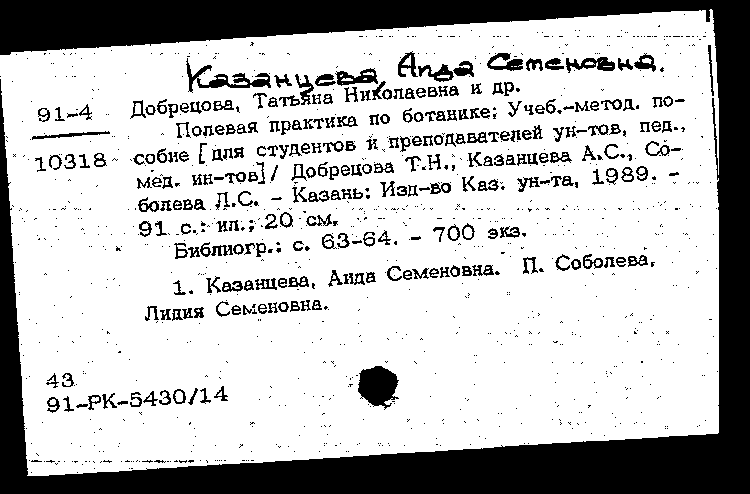 Казанцева, Аида Семеновна.
91-4 Добрецова, Татьяна Николаевна и др.
Полевая практика по ботанике: Учеб.-метод. по-
10318 собие [для студентов и преподавателей ун-тов, пед.,
мед. ин-тов] / Добрецова Т.Н., Казанцева А.С., Со-
болева Л.С. - Казань: Изд-во Каз. ун-та, 1989. -
91 с.: ил.; 20 см.
Библиогр.: с. 63-64. - 700 экз.
1. Казанцева, Аида Семеновна. П. Соболева,
Лидия Семеновна.
43
91-РК-5430/14